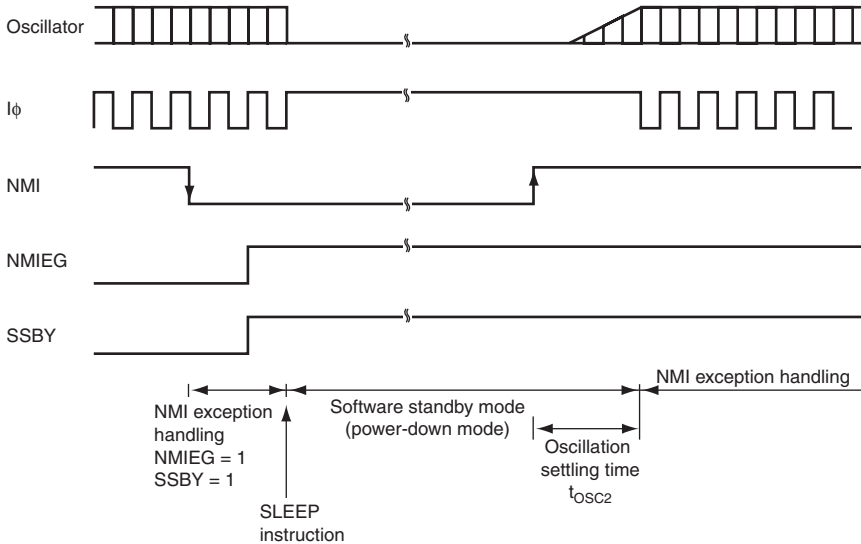 Oscillator
Iφ
NMI
NMIEG
SSBY
NMI exception
handling
NMIEG = 1
SSBY = 1
SLEEP
instruction
Software standby mode
(power-down mode)
Oscillation
settling time
tOSC2
NMI exception handling